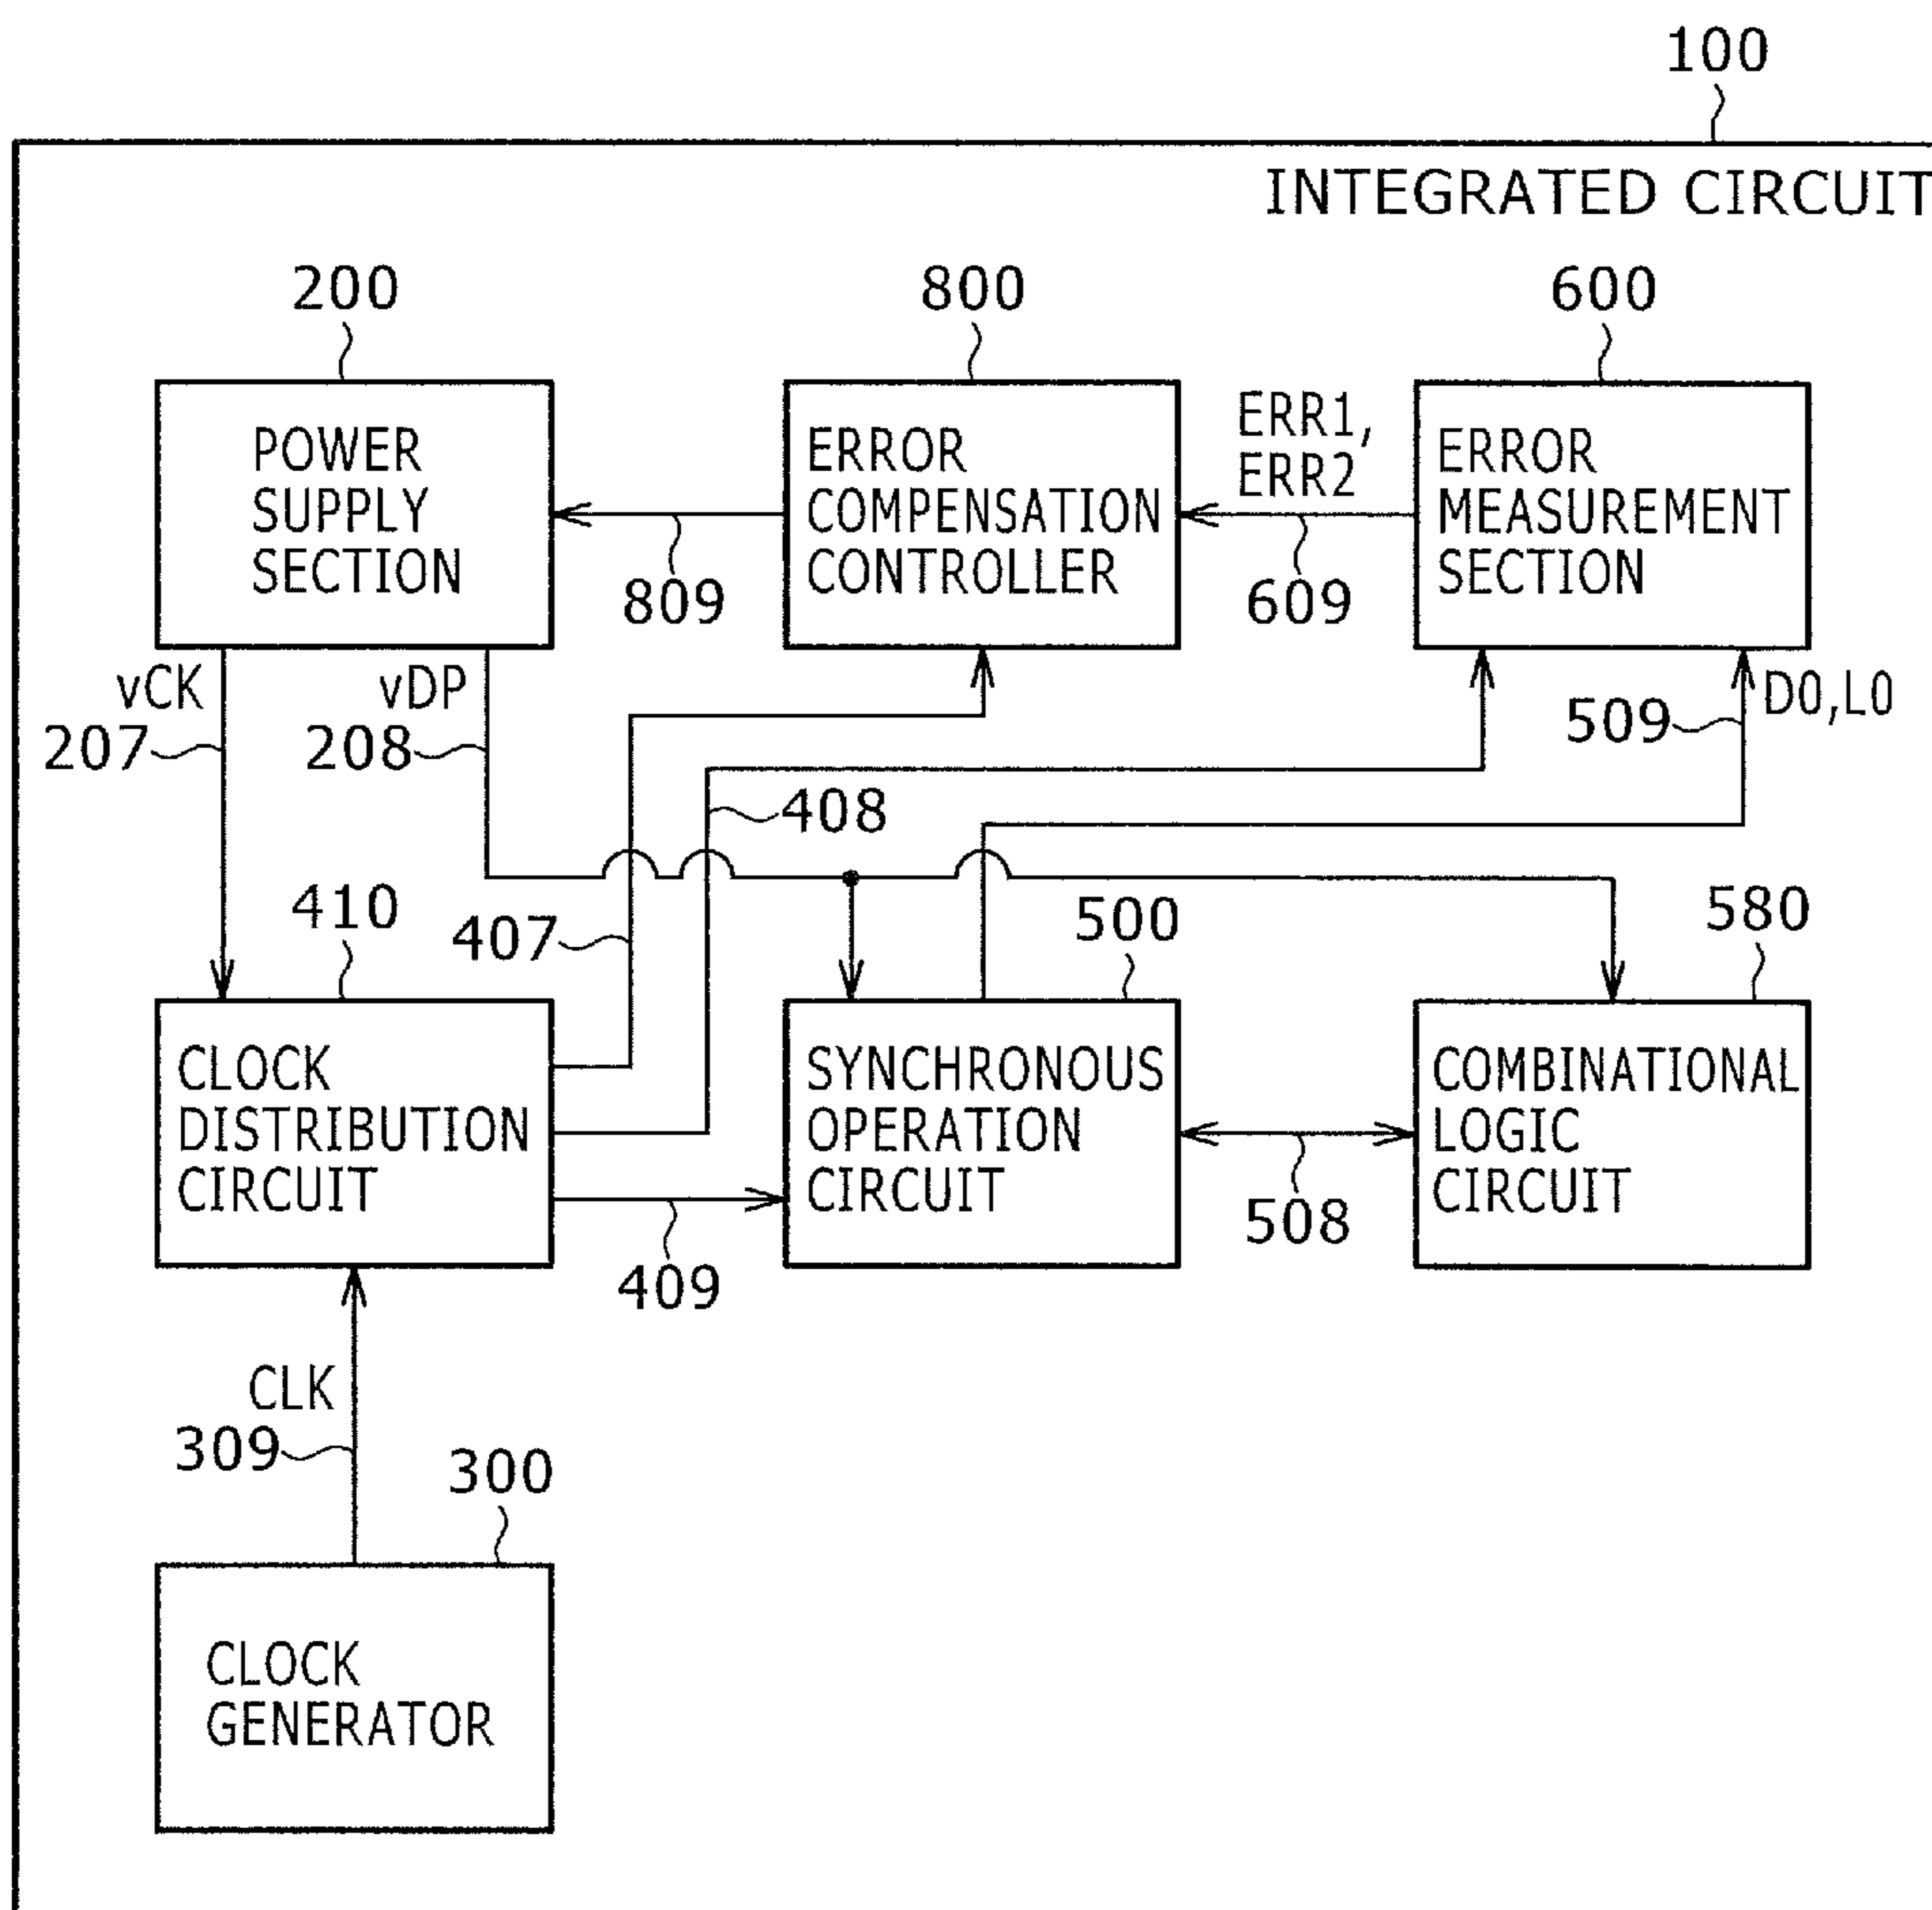 100
INTEGRATED CIRCUIT
200
800
600
POWER
SUPPLY
SECTION
ERROR
COMPENSATION
CONTROLLER
ERR1,
ERR2
ERROR
MEASUREMENT
SECTION
809
609
vCK
207
vDP
208
509
D0,L0
408
410
407
500
580
CLOCK
DISTRIBUTION
CIRCUIT
SYNCHRONOUS
OPERATION
CIRCUIT
COMBINATIONAL
LOGIC
CIRCUIT
508
409
CLK
309
300
CLOCK
GENERATOR